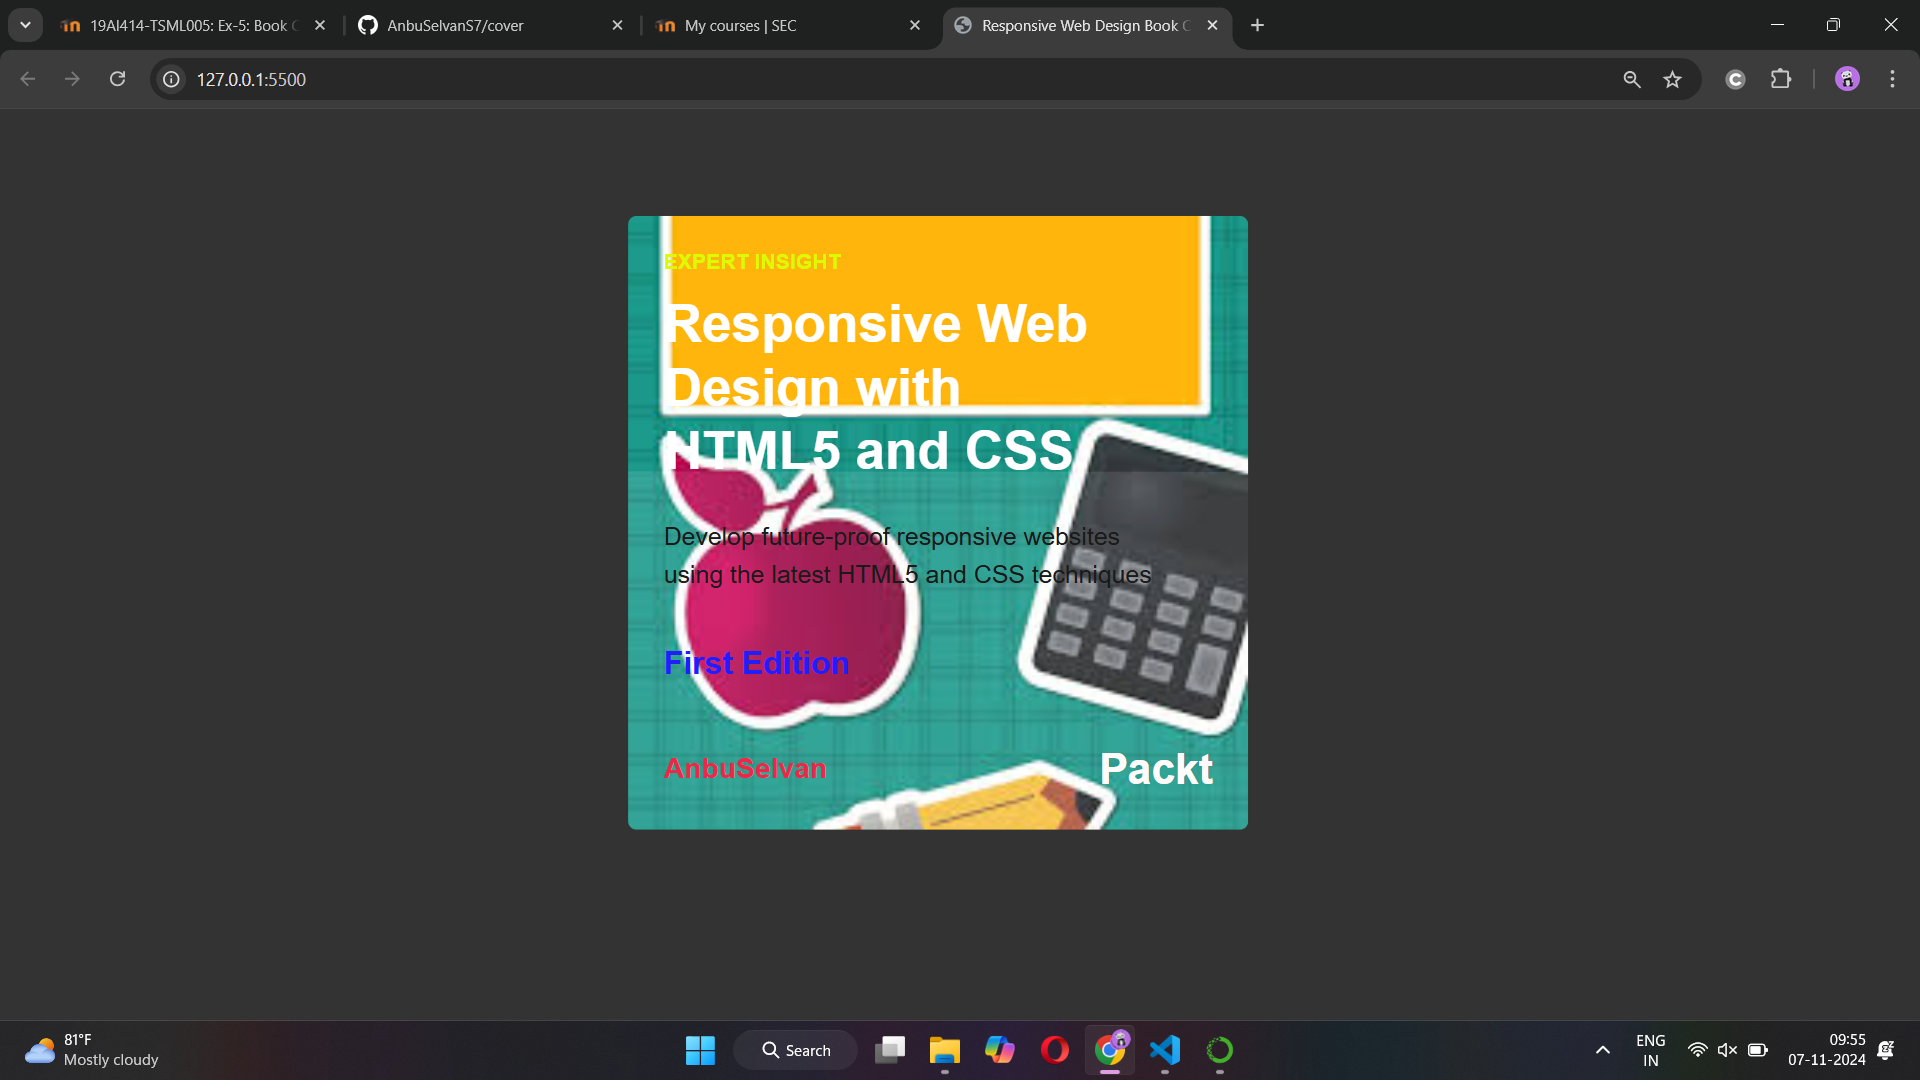 19AI414-TSML005: Ex-5: Book C
AnbuSelvanS7/cover
My courses | SEC
Responsive Web Design Book C
127.0.0.1:5500
EXPERT INSIGHT
Responsive Web
Design with
HTML5 and CSS
Develop future-proof responsive websites
using the latest HTML5 and CSS techniques
First Edition
AnbuSelvan
Packt
81°F
Mostly cloudy
Search
ENG
IN
09:55
07-11-2024